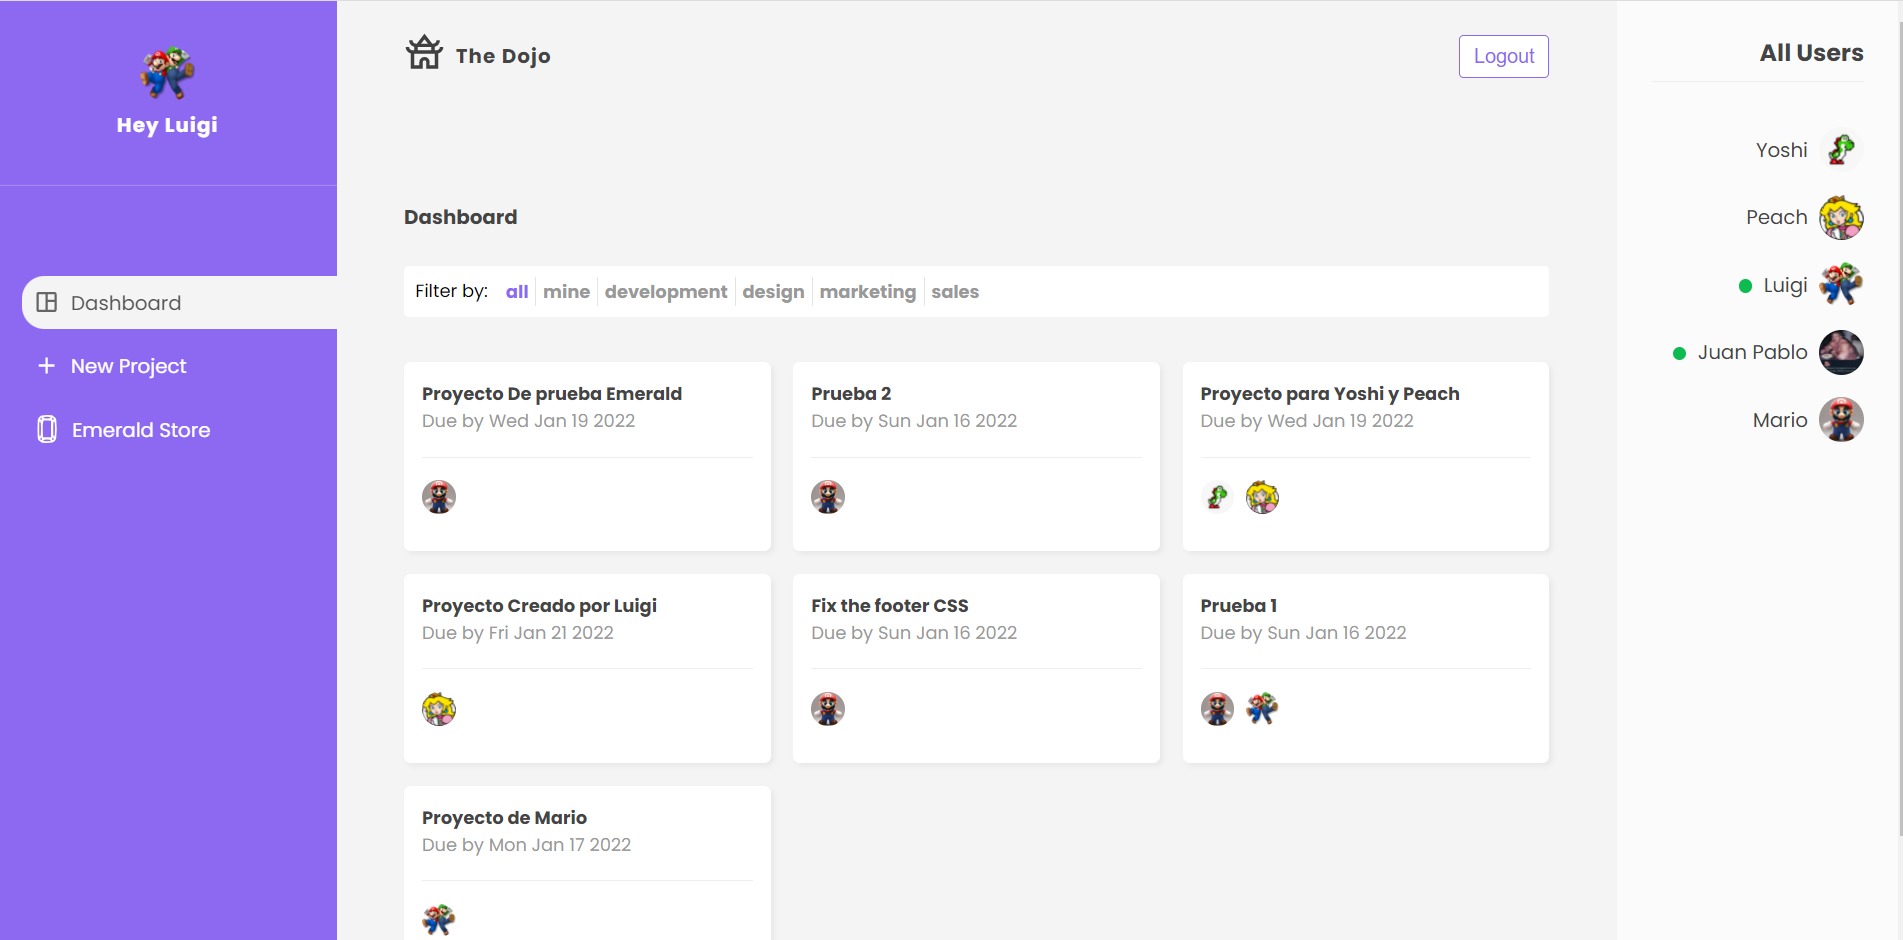 Hey Luigi
Dashboard
New Project
Emerald Store
The Dojo
Logout
Dashboard
Filter by: all mine development design marketing sales
Proyecto De prueba Emerald
Due by Wed Jan 19 2022
Prueba 2
Due by Sun Jan 16 2022
Proyecto para Yoshi y Peach
Due by Wed Jan 19 2022
Proyecto Creado por Luigi
Due by Fri Jan 21 2022
Fix the footer CSS
Due by Sun Jan 16 2022
Prueba 1
Due by Sun Jan 16 2022
Proyecto de Mario
Due by Mon Jan 17 2022
All Users
Yoshi
Peach
Luigi
Juan Pablo
Mario